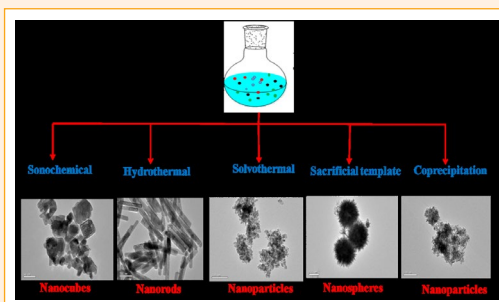 Sonochemical
Hydrothermal
Solvothermal
Sacrificial template
Coprecipitation
Nanocubes
Nanorods
Nanoparticles
Nanospheres
Nanoparticles